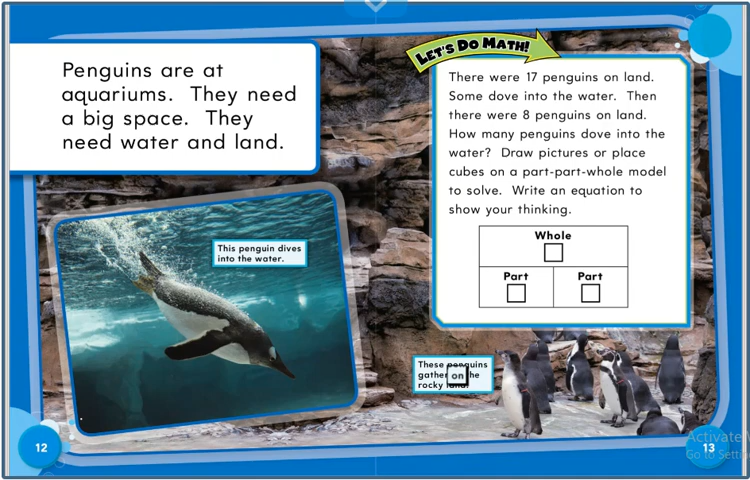 Penguins are at
aquariums. They need
a big space. They
need water and land.
This penguin dives
into the water.
12
LET'S DO MATH!
There were 17 penguins on land.
Some dove into the water. Then
there were 8 penguins on land.
How many penguins dove into the
water? Draw pictures or place
cubes on a part-part-whole model
to solve. Write an equation to
show your thinking.
Whole
Part Part
These penguins
gather on the
rocky land.
Activate
Go to Settin
13